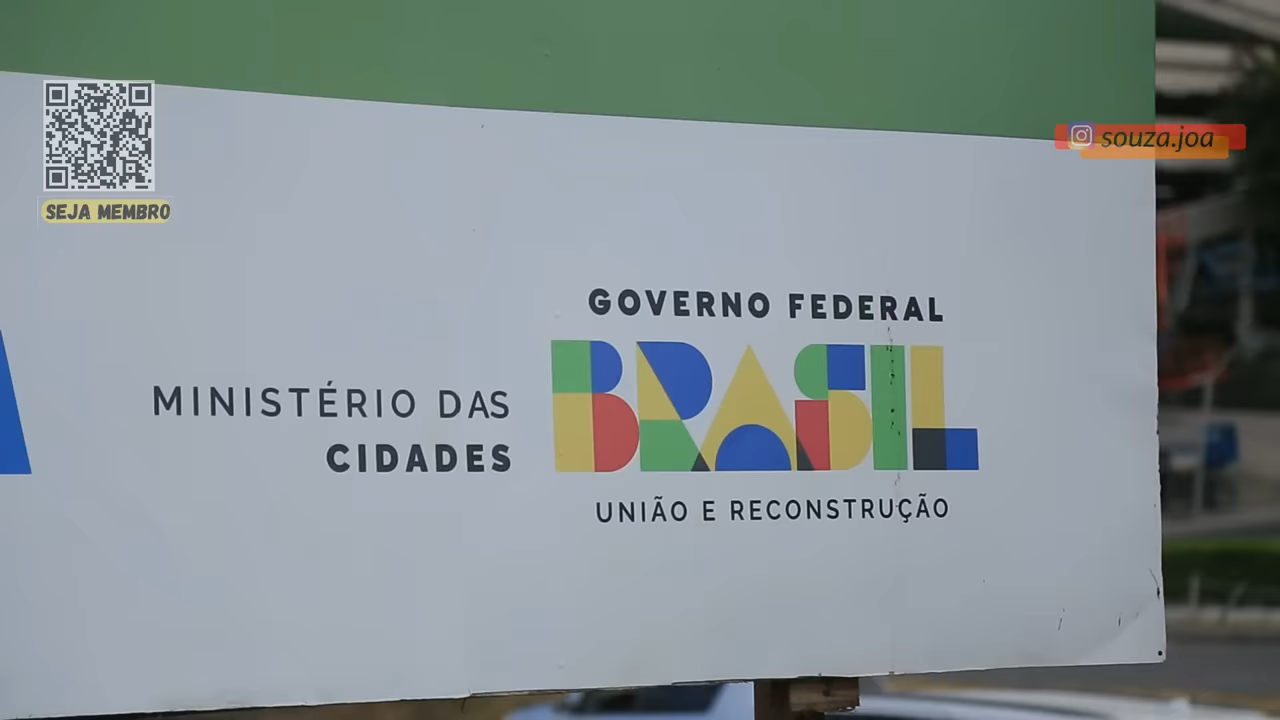 SEJA MEMBRO
souza.joa
MINISTÉRIO DAS
CIDADES
GOVERNO FEDERAL
BRASIL
UNIÃO E RECONSTRUÇÃO